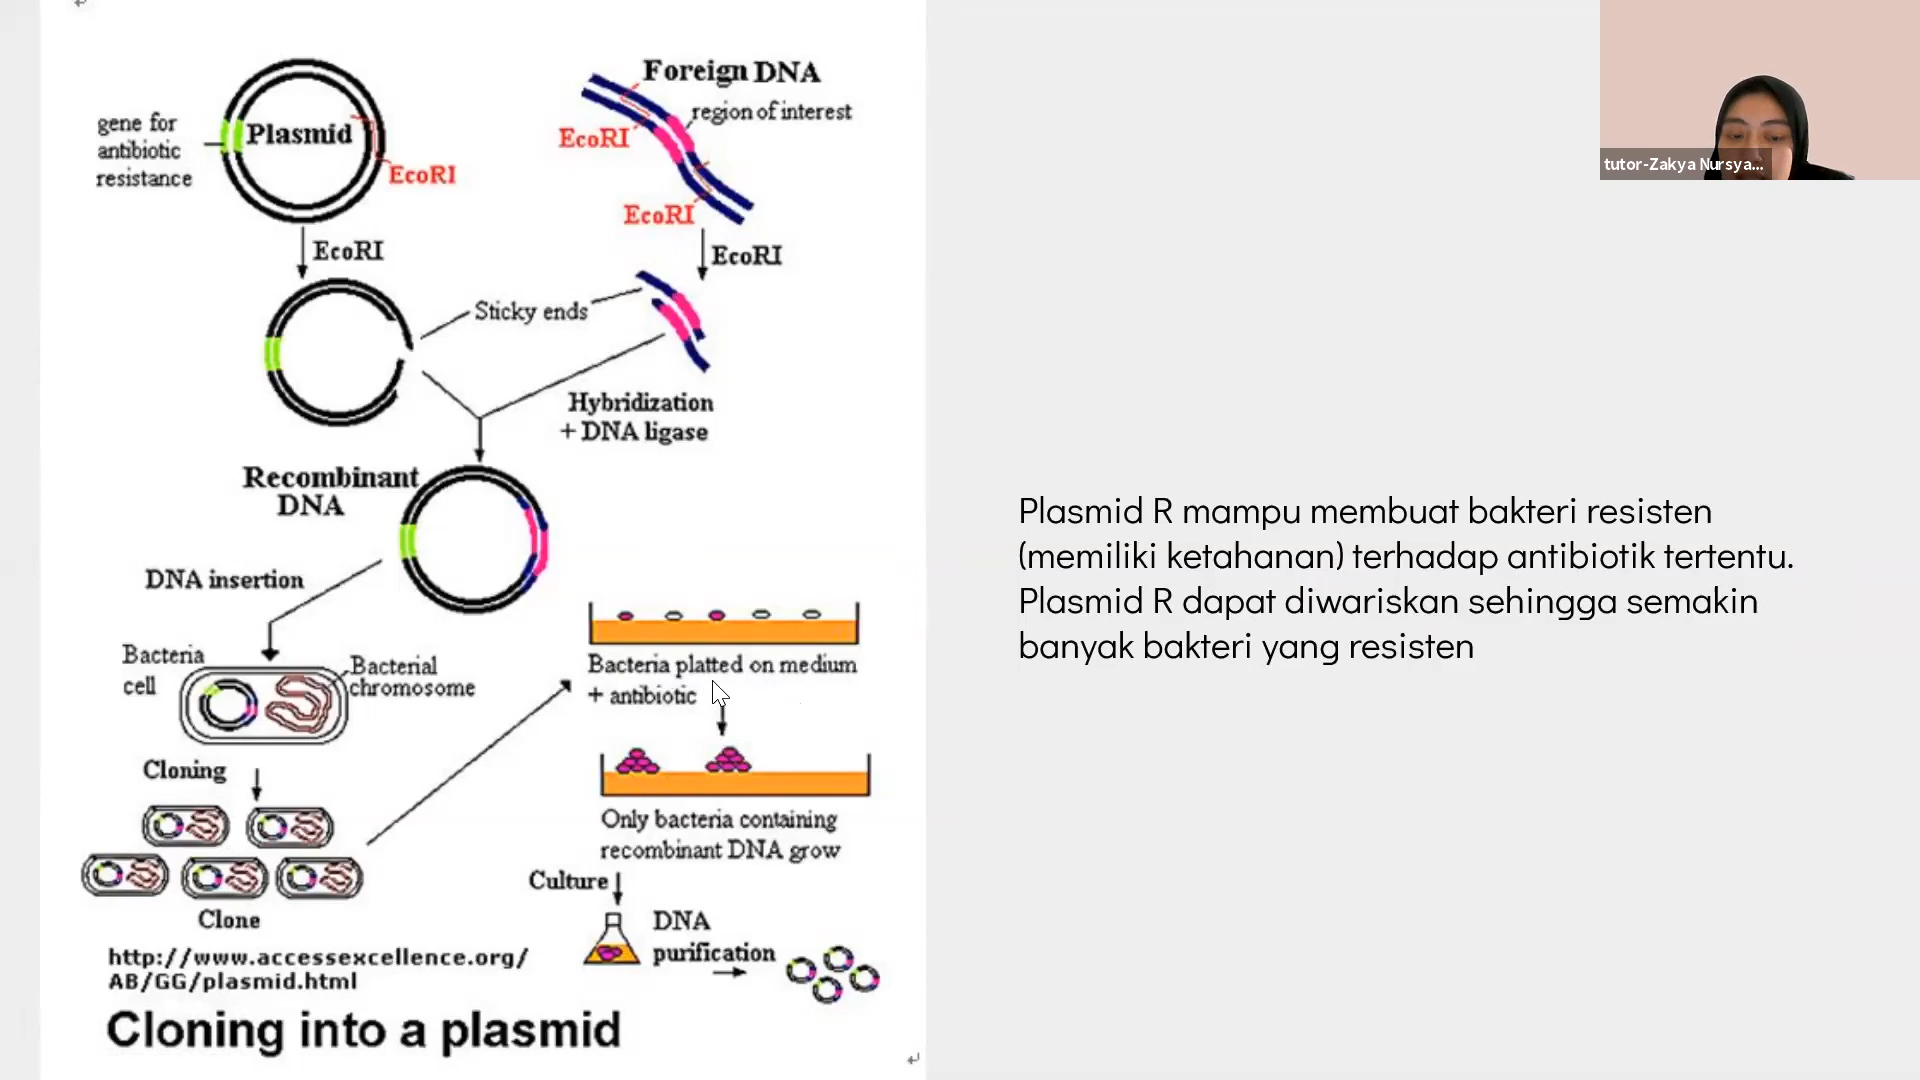 Foreign DNA
region of interest
gene for
antibiotic
resistance
Plasmid
EcoRI
EcoRI
EcoRI
EcoRI
EcoRI
Sticky ends
Hybridization
+ DNA ligase
Recombinant
DNA
DNA insertion
Bacteria
cell
Bacterial
chromosome
Cloning
Clone
Bacteria platted on medium
+ antibiotic
Only bacteria containing
recombinant DNA grow
Culture
DNA
purification
http://www.accessexcellence.org/
AB/GG/plasmid.html
Cloning into a plasmid
Plasmid R mampu membuat bakteri resisten
(memiliki ketahanan) terhadap antibiotik tertentu.
Plasmid R dapat diwariskan sehingga semakin
banyak bakteri yang resisten
tutor-Zakya Nursya...